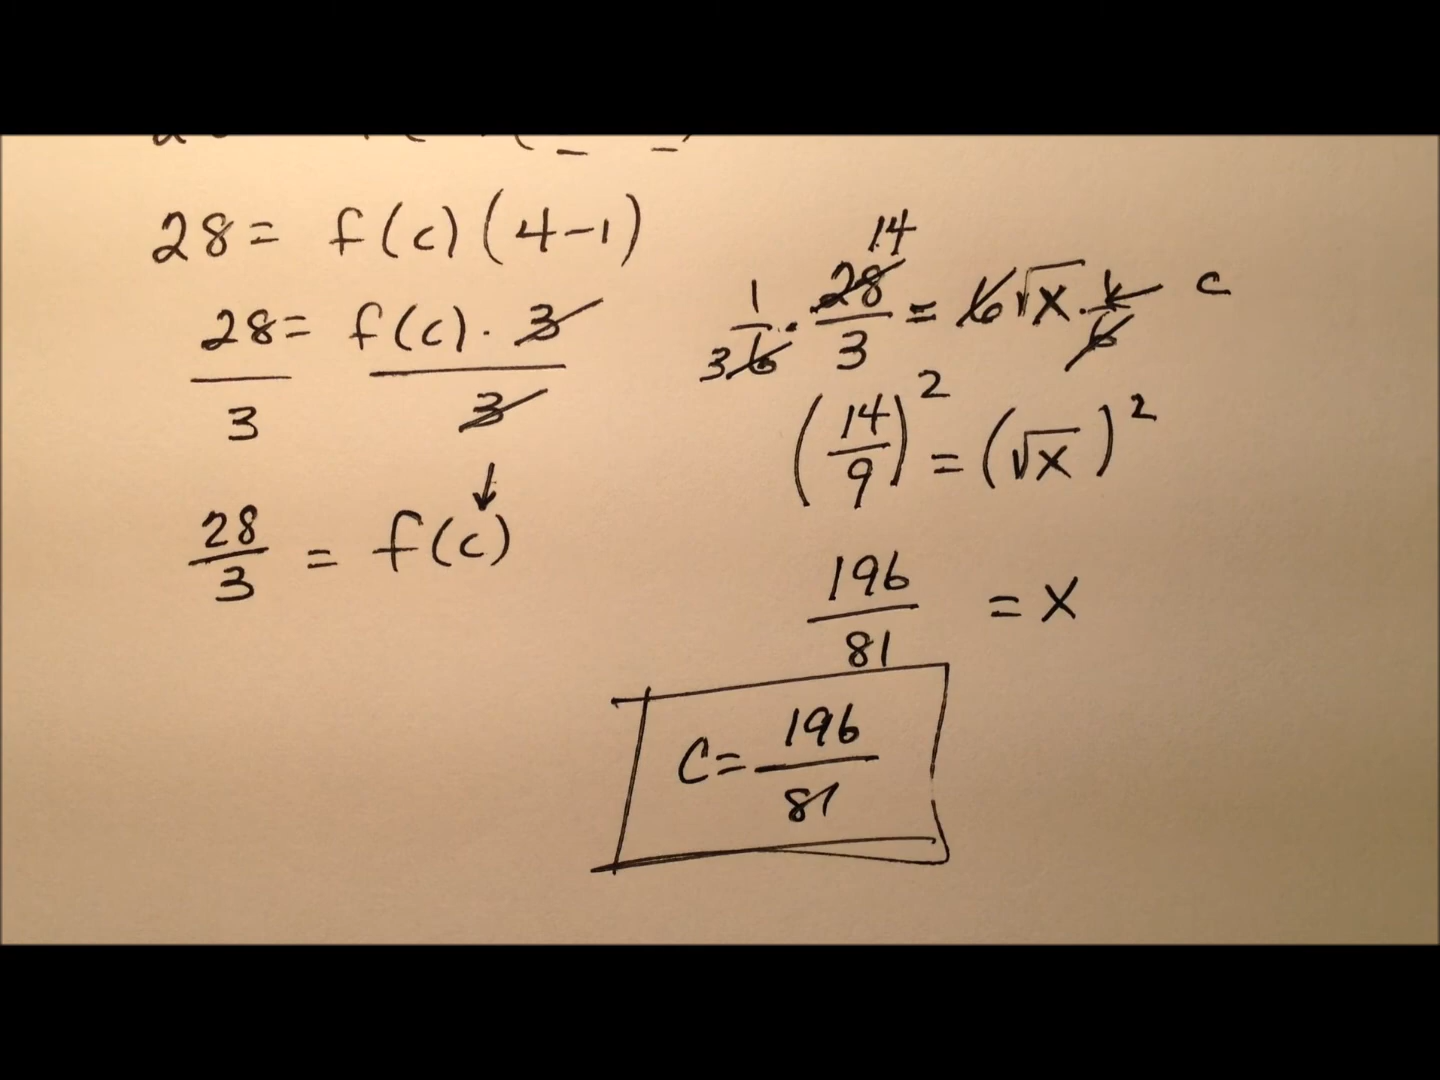 28 = f(c)(4-1)
28 = f(c) · 3
3 3
28/3 = f(c)
14
1/6 · 28/3 = 6√x · 1/6 c
3
(14/9)² = (√x)²
196/81 = x
C = 196/81